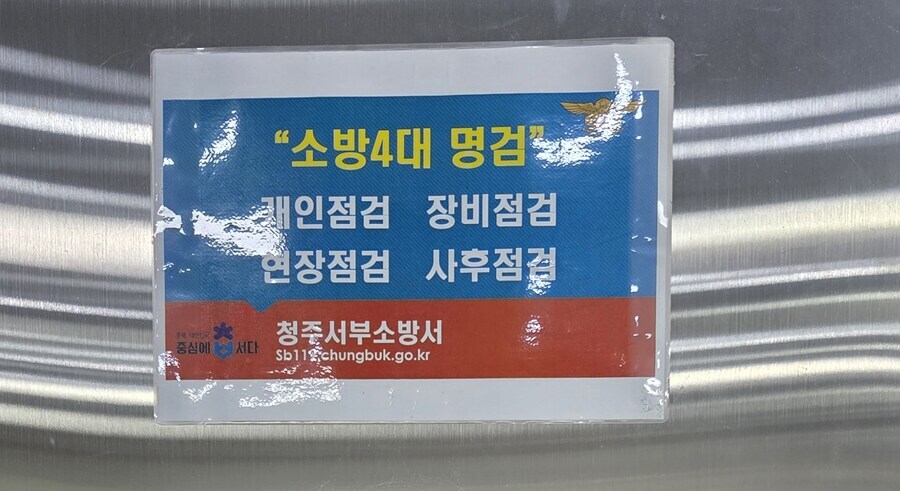 “소방4대 명검”
개인점검 장비점검
현장점검 사후점검
중심에 서다
청주서부소방서
Sb119.chungbuk.go.kr